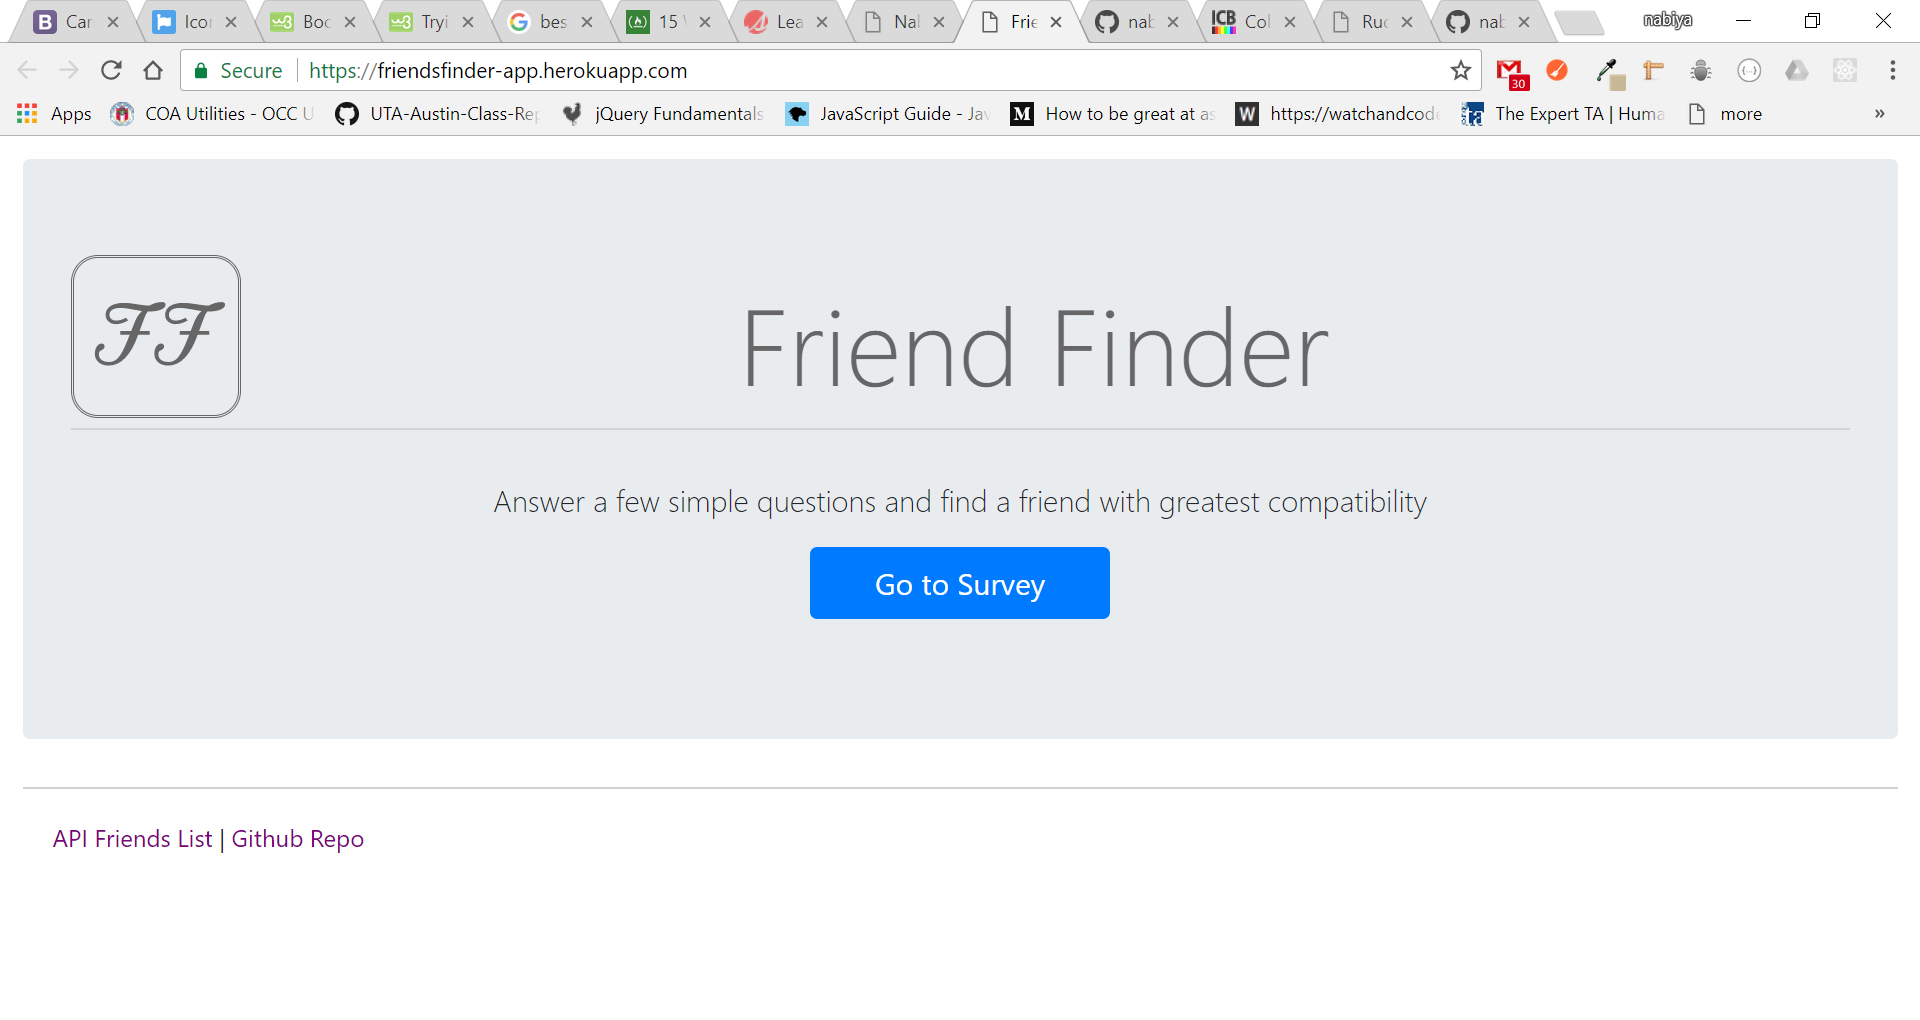 Car Icor Boc Tryi bes 15 Lea Nal Frie nab Col Ruc nab nabiya
Secure https://friendsfinder-app.herokuapp.com 30
Apps COA Utilities - OCC U UTA-Austin-Class-Rep jQuery Fundamentals JavaScript Guide - Jav M How to be great at as W https://watchandcode The Expert TA | Huma more »
FF
Friend Finder
Answer a few simple questions and find a friend with greatest compatibility
Go to Survey
API Friends List | Github Repo